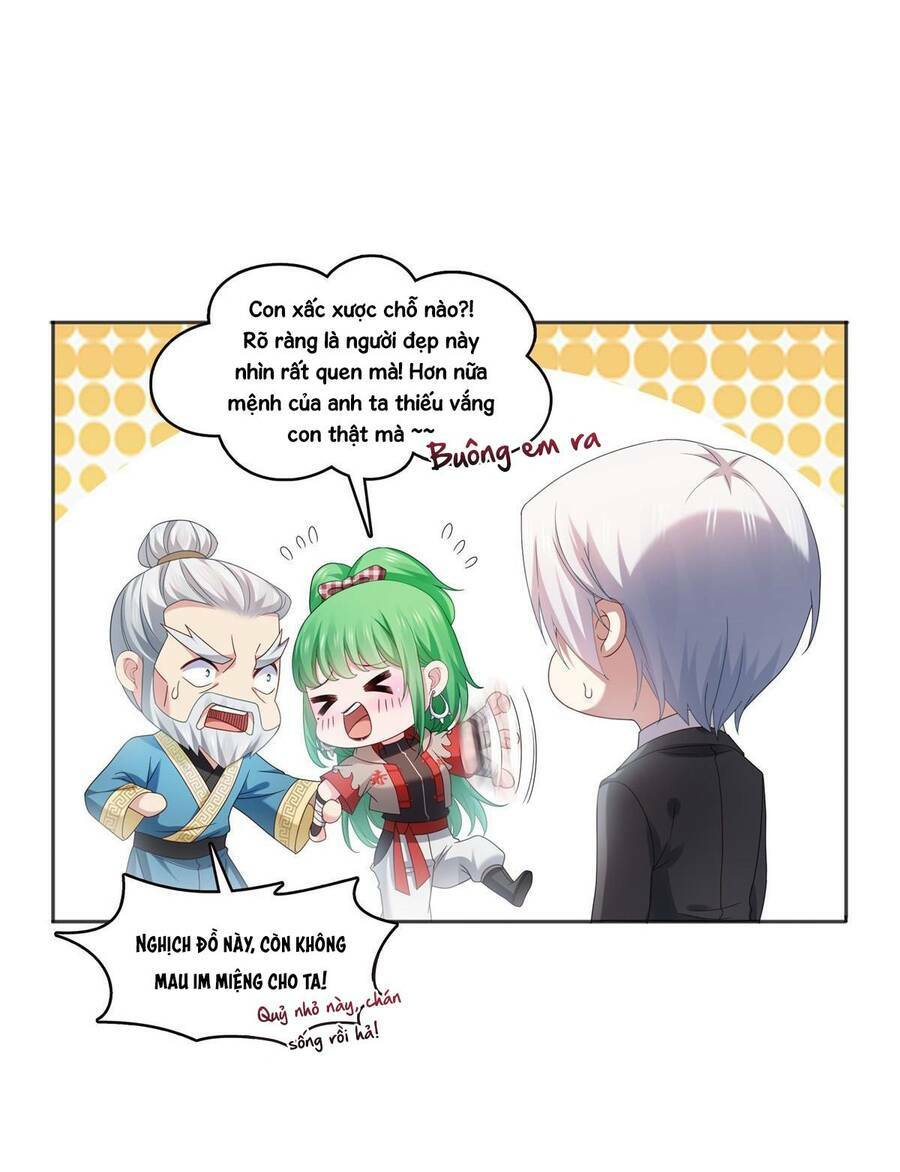 Con xấc xược chỗ nào?!
Rõ ràng là người đẹp này
nhìn rất quen mà! Hơn nữa
mệnh của anh ta thiếu vắng
con thật mà ~~
Buông em ra
赤
NGHỊCH ĐỒ NÀY, CÒN KHÔNG
MAU IM MIỆNG CHO TA!
Quỷ nhỏ này, chán
sống rồi hả!